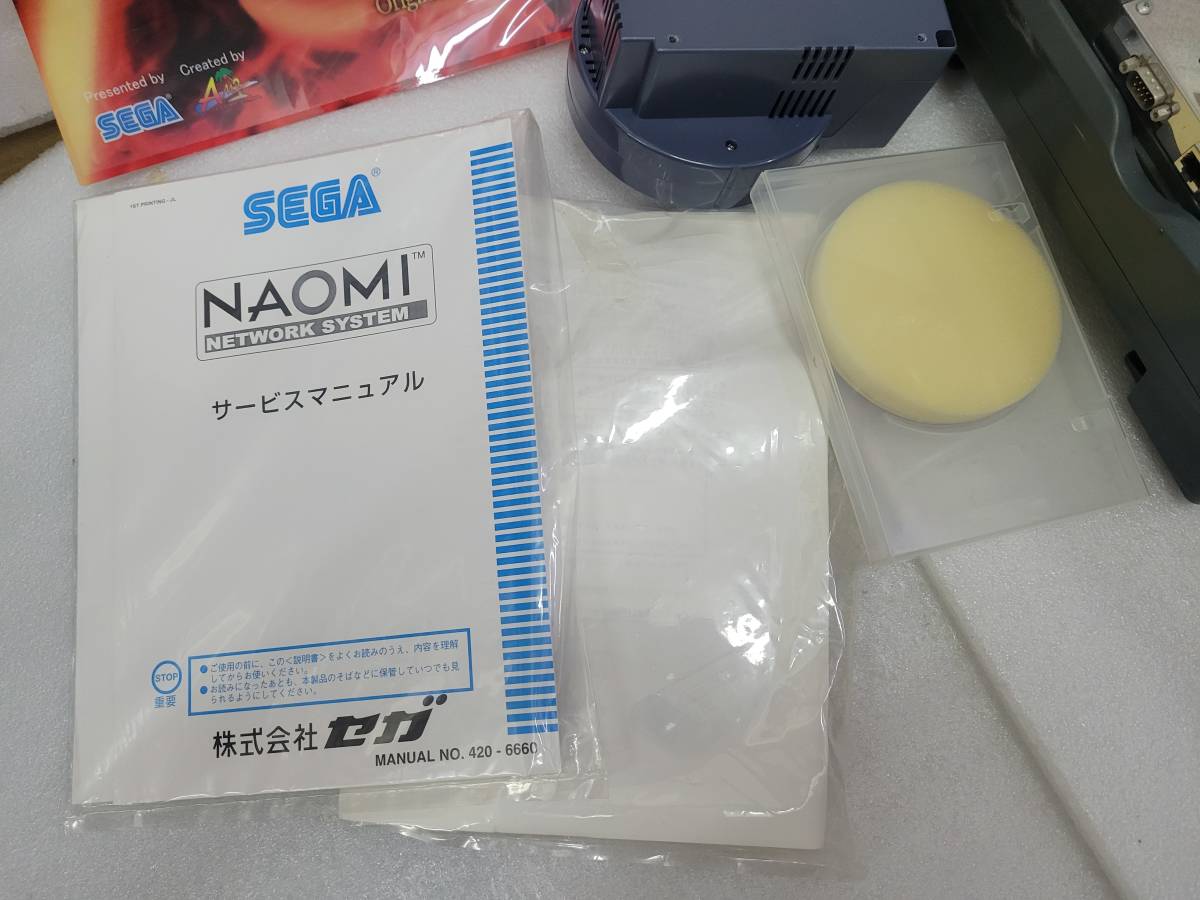 Presented by
SEGA
Created by
1ST PRINTING - JL
SEGA®
NAOMI™
NETWORK SYSTEM
サービスマニュアル
STOP
重要
●ご使用の前に、この<説明書>をよくお読みのうえ、内容を理解
してからお使いください。
●お読みになったあとも、本製品のそばなどに保管していつでも見
られるようにしてください。
株式会社セガ
MANUAL NO. 420 - 6660